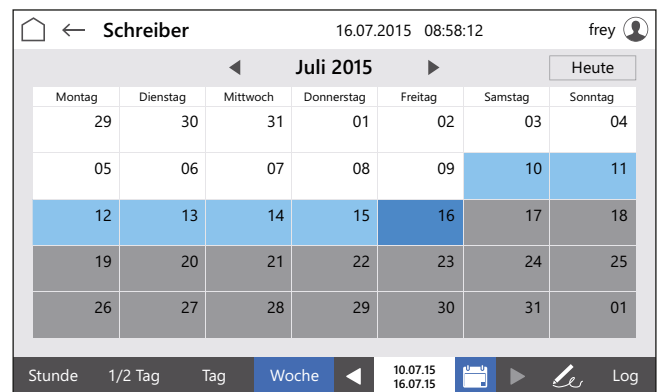 Schreiber 16.07.2015 08:58:12 frey
Juli 2015 Heute
Montag Dienstag Mittwoch Donnerstag Freitag Samstag Sonntag
29 30 31 01 02 03 04
05 06 07 08 09 10 11
12 13 14 15 16 17 18
19 20 21 22 23 24 25
26 27 28 29 30 31 01
Stunde 1/2 Tag Tag Woche 10.07.15 Log
16.07.15